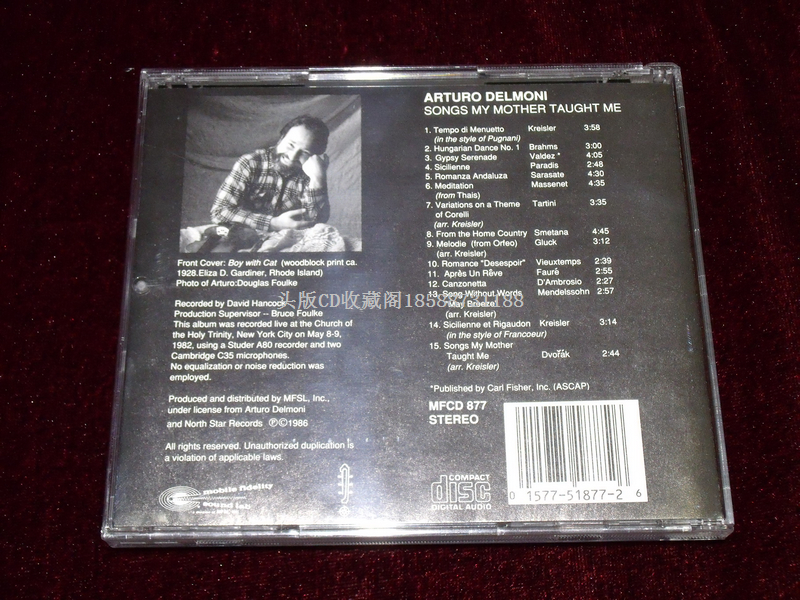 ARTURO DELMONI
SONGS MY MOTHER TAUGHT ME
1. Tempo di Menuetto Kreisler 3:58
(in the style of Pugnani)
2. Hungarian Dance No. 1 Brahms 3:00
3. Gypsy Serenade Valdez * 4:05
4. Sicilienne Paradis 2:48
5. Romanza Andaluza Sarasate 4:30
6. Meditation Massenet 4:35
(from Thais)
7. Variations on a Theme Tartini 3:35
of Corelli
(arr. Kreisler)
8. From the Home Country Smetana 4:45
9. Melodie (from Orfeo) Gluck 3:12
(arr. Kreisler)
10. Romance "Desespoir" Vieuxtemps 2:39
11. Après Un Rêve Fauré 2:55
12. Canzonetta D'Ambrosio 2:27
13. Song Without Words Mendelssohn 2:57
May Breeze
(arr. Kreisler)
14. Sicilienne et Rigaudon Kreisler 3:14
(in the style of Francoeur)
15. Songs My Mother
Taught Me Dvořák 2:44
(arr. Kreisler)
*Published by Carl Fisher, Inc. (ASCAP)
MFCD 877
STEREO
COMPACT
disc
DIGITAL AUDIO
0 1577-51877-2 6
Front Cover: Boy with Cat (woodblock print ca.
1928.Eliza D. Gardiner, Rhode Island)
Photo of Arturo:Douglas Foulke
Recorded by David Hancock
Production Supervisor -- Bruce Foulke
This album was recorded live at the Church of
the Holy Trinity, New York City on May 8-9,
1982, using a Studer A80 recorder and two
Cambridge C35 microphones.
No equalization or noise reduction was
employed.
Produced and distributed by MFSL, Inc.,
under license from Arturo Delmoni
and North Star Records ℗©1986
All rights reserved. Unauthorized duplication is
a violation of applicable laws.
mobile fidelity
sound lab
头版CD收藏阁